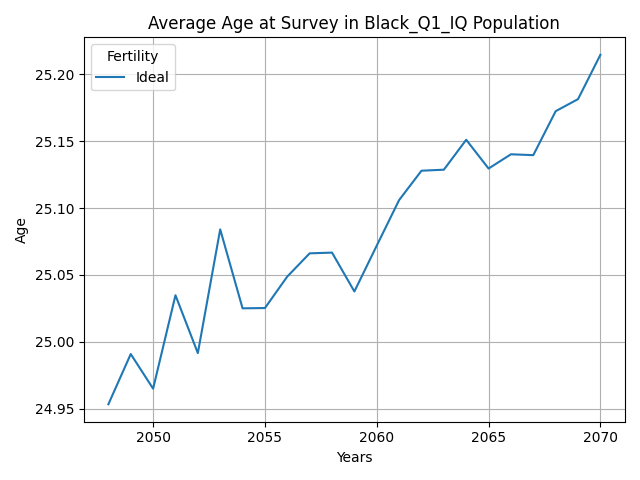 Average Age at Survey in Black_Q1_IQ Population
Fertility
Ideal
25.20
25.15
25.10
25.05
25.00
24.95
Age
2050 2055 2060 2065 2070
Years